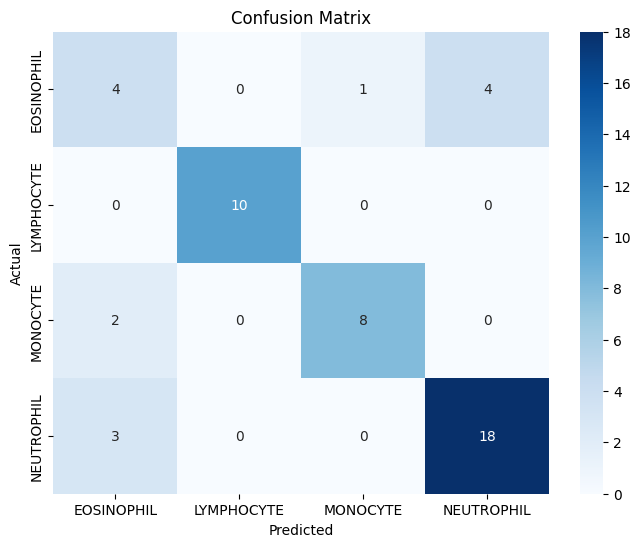 Confusion Matrix
Actual
EOSINOPHIL
LYMPHOCYTE
MONOCYTE
NEUTROPHIL
4 0 1 4
0 10 0 0
2 0 8 0
3 0 0 18
EOSINOPHIL LYMPHOCYTE MONOCYTE NEUTROPHIL
Predicted
18
16
14
12
10
8
6
4
2
0